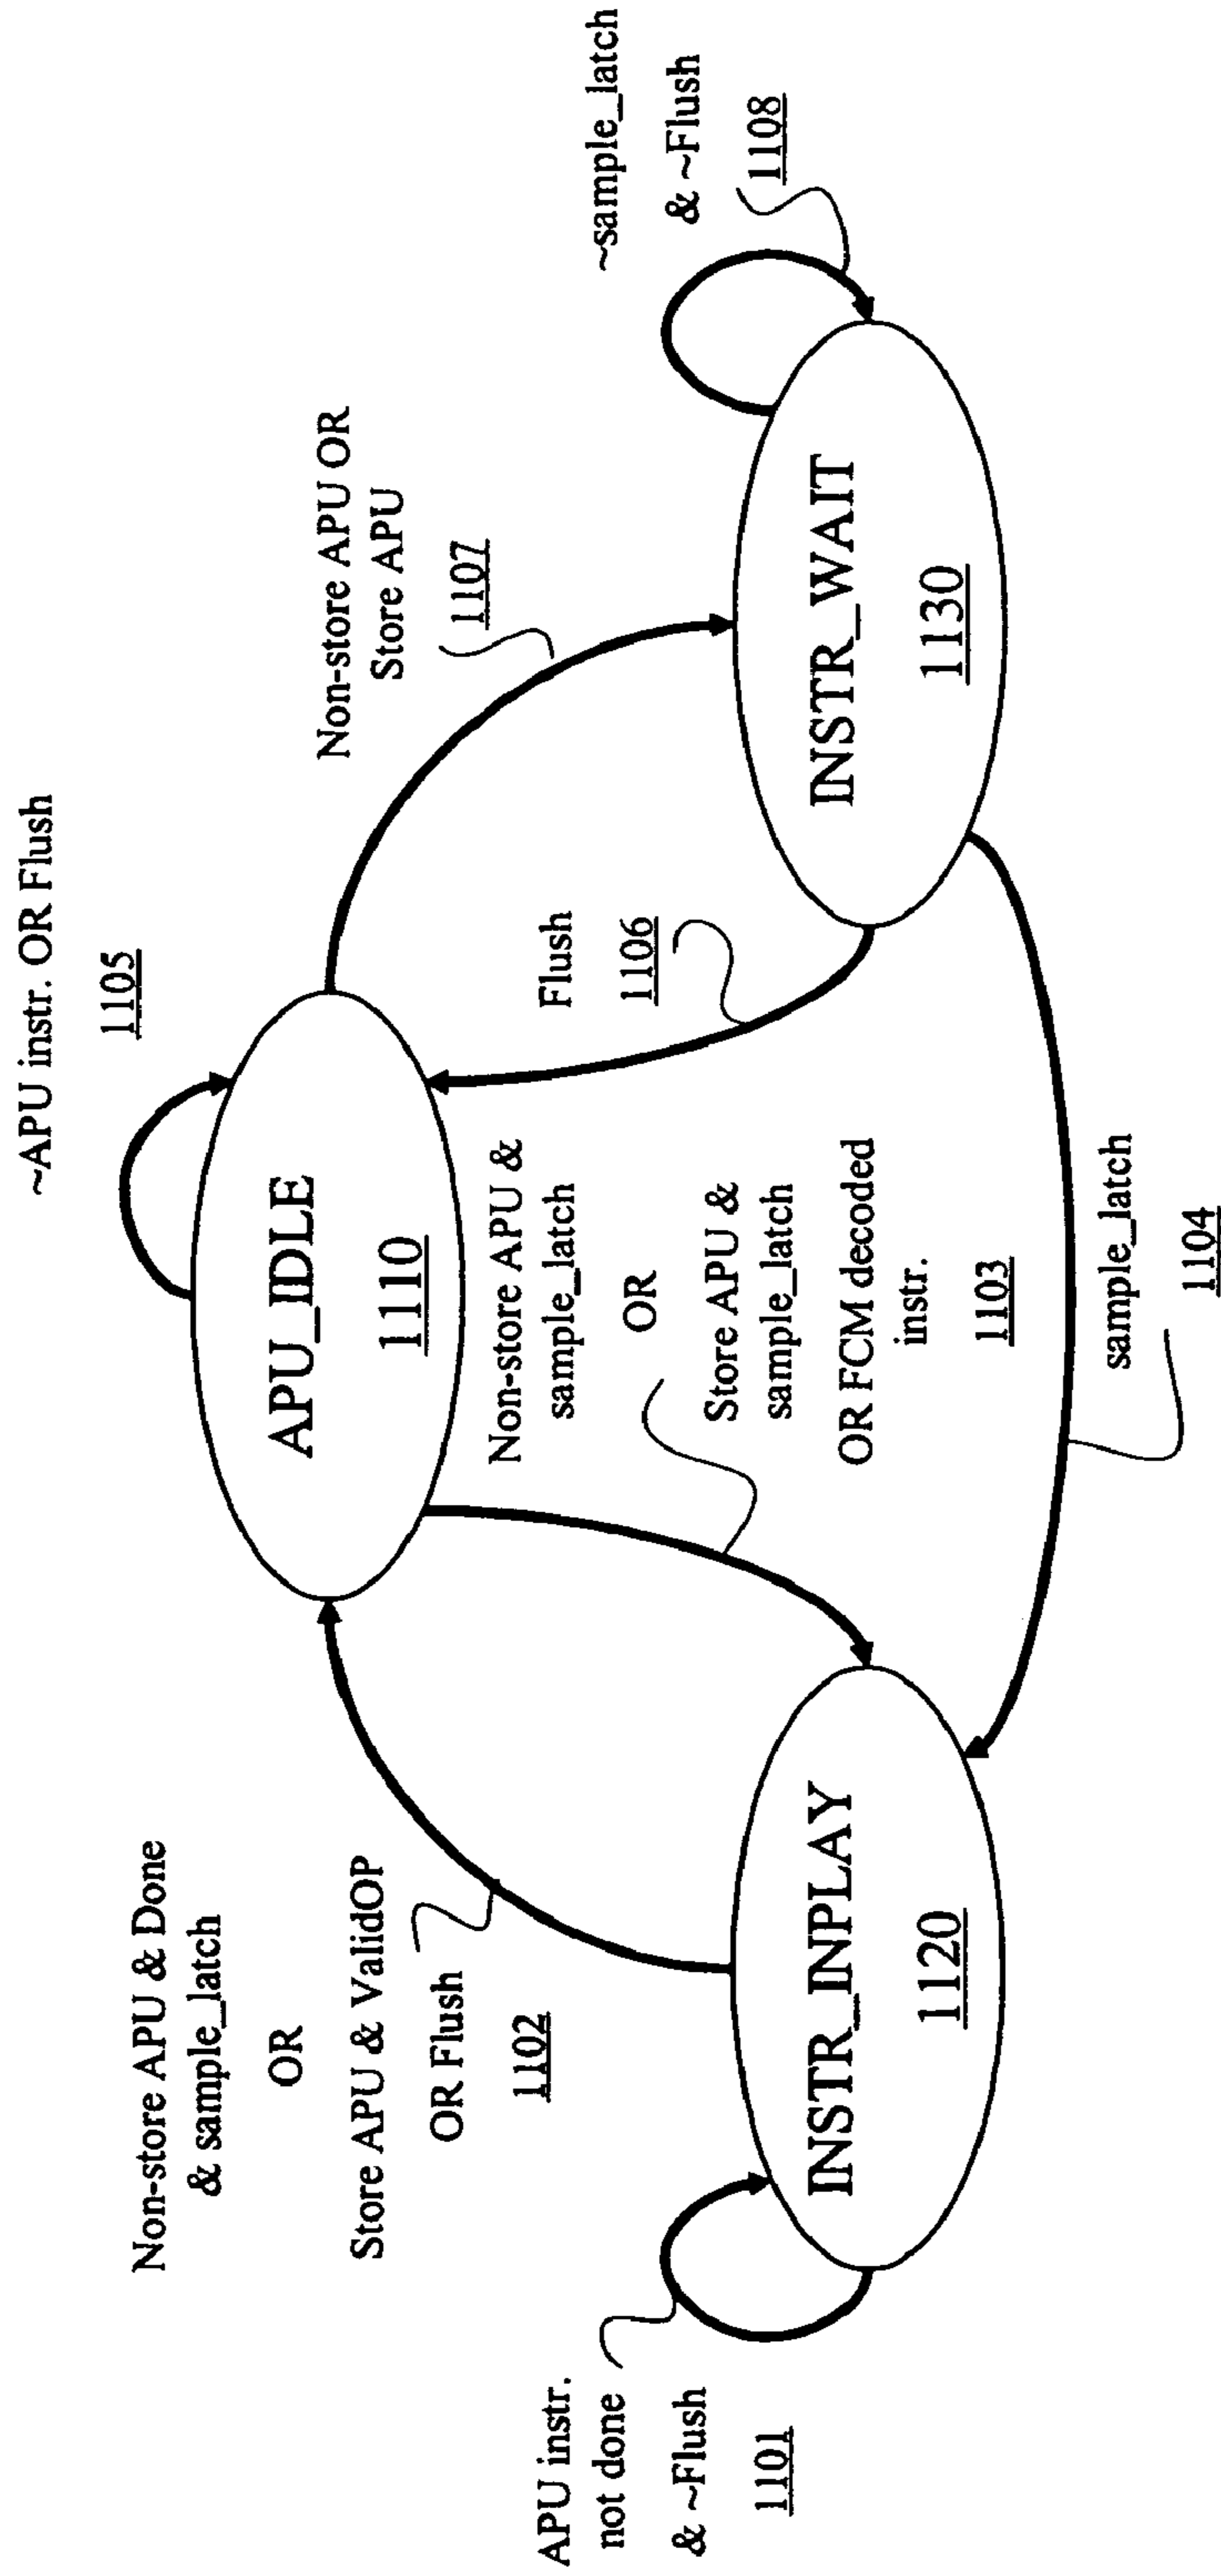 ~APU instr. OR Flush
1105
Non-store APU & Done
& sample_latch
OR
Store APU & ValidOP
OR Flush
1102
APU_IDLE
1110
Non-store APU OR
Store APU
1107
Non-store APU &
sample_latch
OR
Store APU &
sample_latch
OR FCM decoded
instr.
1103
Flush
1106
APU instr.
not done
& ~Flush
1101
~sample_latch
& ~Flush
1108
INSTR_INPLAY
1120
INSTR_WAIT
1130
sample_latch
1104